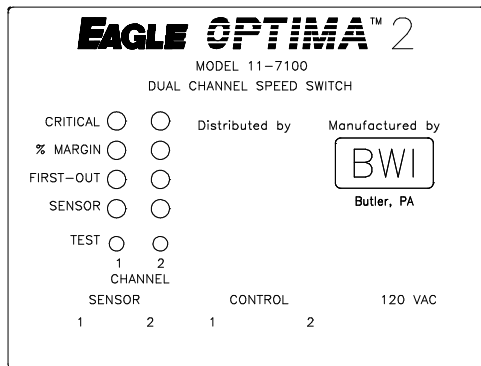 EAGLE OPTIMA™ 2
MODEL 11-7100
DUAL CHANNEL SPEED SWITCH
CRITICAL
% MARGIN
FIRST-OUT
SENSOR
TEST
1 2
CHANNEL
Distributed by
Manufactured by
BWI
Butler, PA
SENSOR CONTROL 120 VAC
1 2 1 2